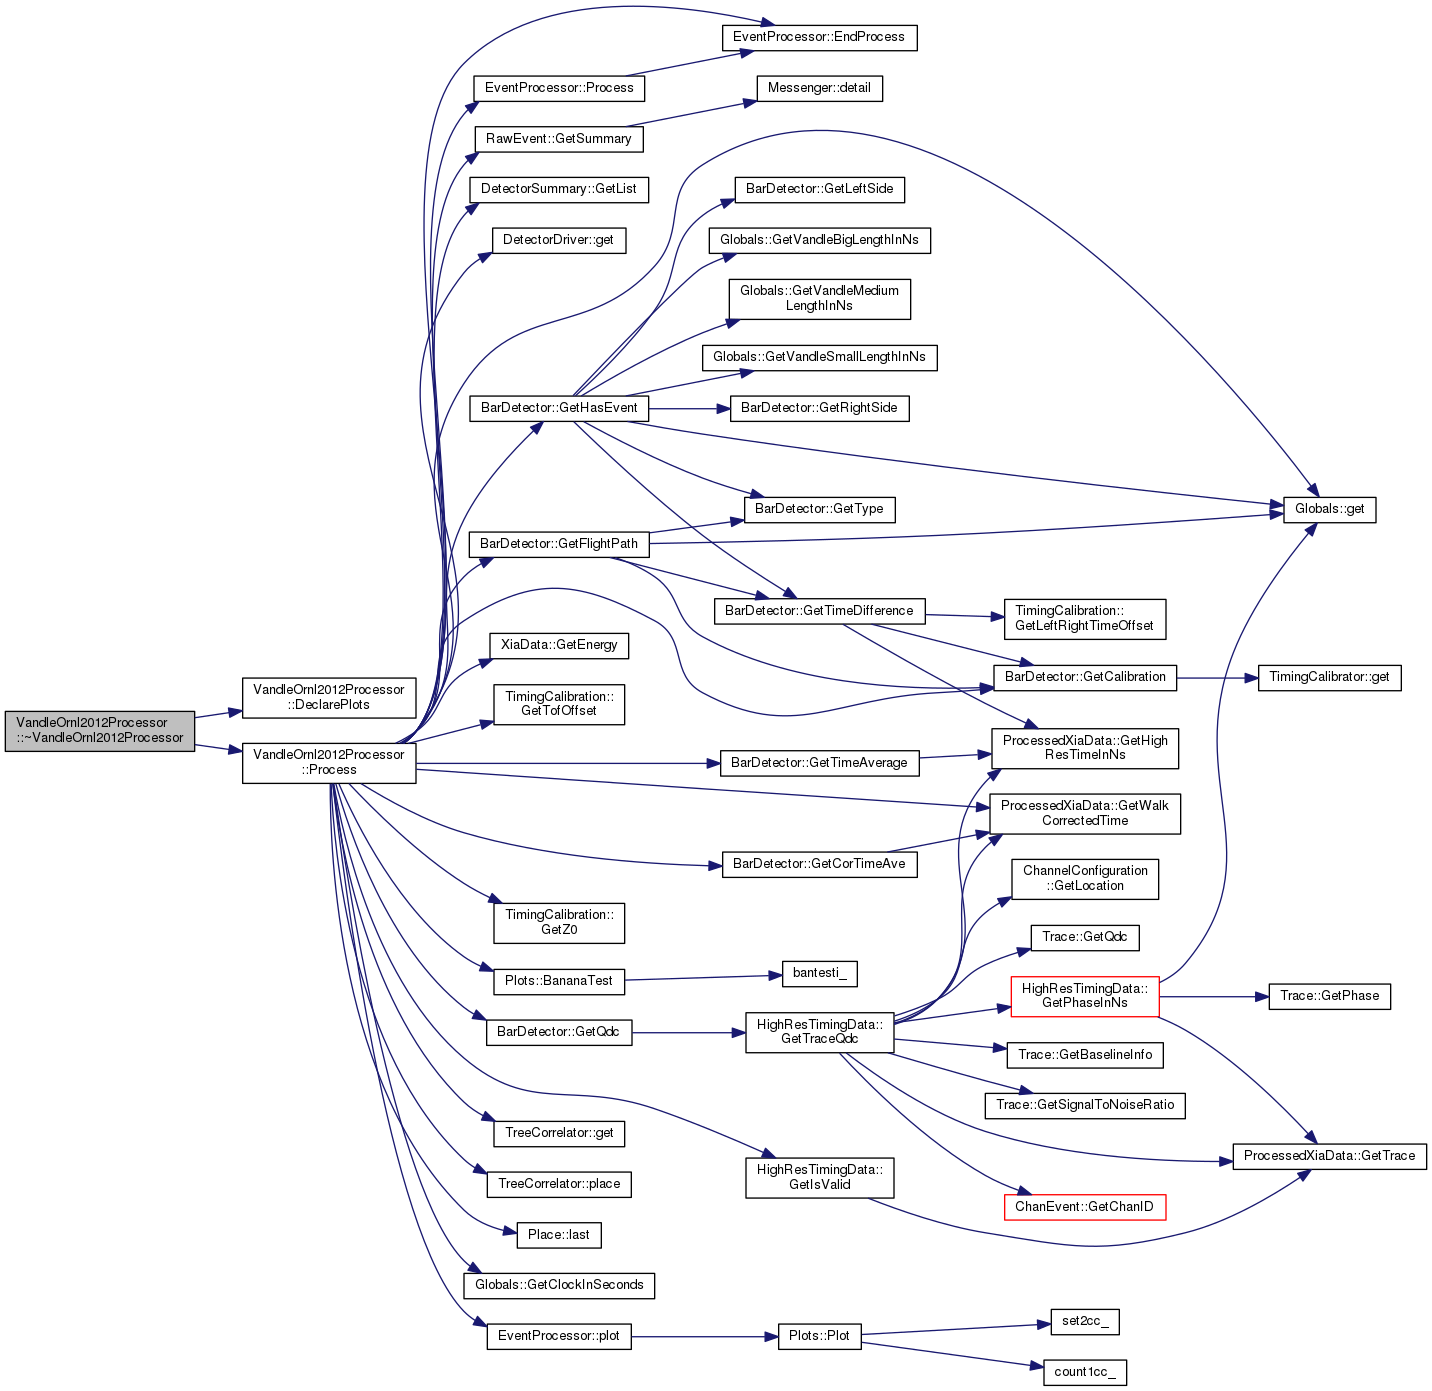 EventProcessor::EndProcess
EventProcessor::Process
Messenger::detail
RawEvent::GetSummary
DetectorSummary::GetList
BarDetector::GetLeftSide
DetectorDriver::get
Globals::GetVandleBigLengthInNs
Globals::GetVandleMedium
LengthInNs
Globals::GetVandleSmallLengthInNs
BarDetector::GetHasEvent
BarDetector::GetRightSide
BarDetector::GetType
Globals::get
BarDetector::GetFlightPath
BarDetector::GetTimeDifference
TimingCalibration::
GetLeftRightTimeOffset
XiaData::GetEnergy
BarDetector::GetCalibration
TimingCalibrator::get
VandleOrnl2012Processor
::DeclarePlots
TimingCalibration::
GetTofOffset
VandleOrnl2012Processor
::~VandleOrnl2012Processor
VandleOrnl2012Processor
::Process
BarDetector::GetTimeAverage
ProcessedXiaData::GetHigh
ResTimeInNs
ProcessedXiaData::GetWalk
CorrectedTime
BarDetector::GetCorTimeAve
ChannelConfiguration
::GetLocation
TimingCalibration::
GetZ0
Trace::GetQdc
Plots::BananaTest
bantesti_
HighResTimingData::
GetPhaseInNs
Trace::GetPhase
BarDetector::GetQdc
HighResTimingData::
GetTraceQdc
Trace::GetBaselineInfo
Trace::GetSignalToNoiseRatio
TreeCorrelator::get
ProcessedXiaData::GetTrace
HighResTimingData::
GetIsValid
TreeCorrelator::place
ChanEvent::GetChanID
Place::last
Globals::GetClockInSeconds
EventProcessor::plot
Plots::Plot
set2cc_
count1cc_